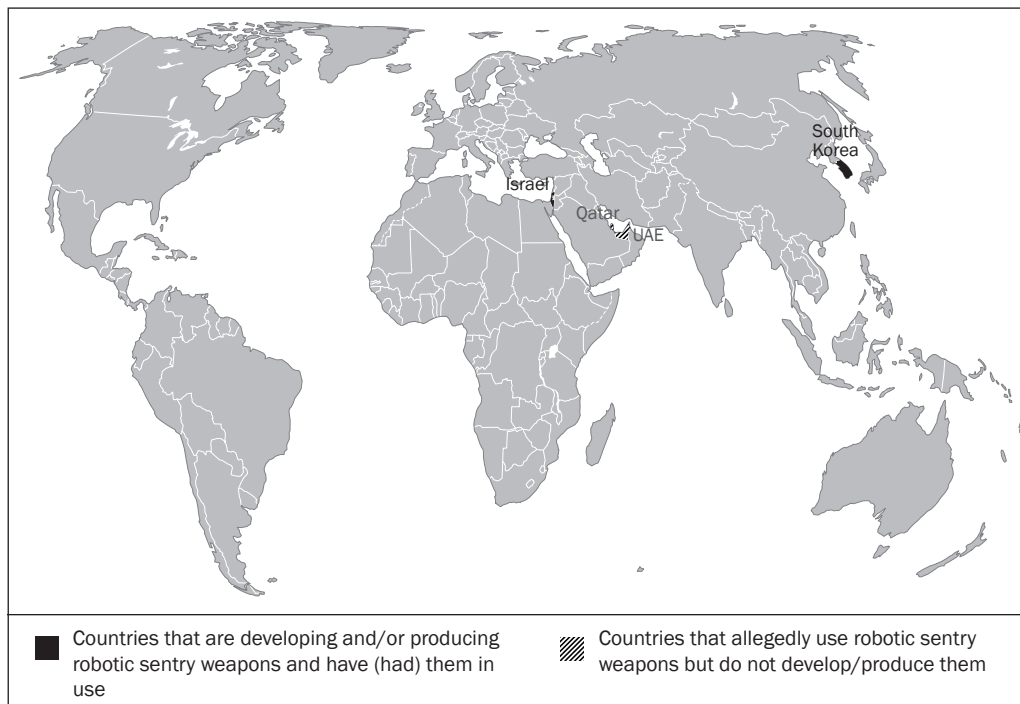 South
Korea
Israel
Qatar
UAE
Countries that are developing and/or producing
robotic sentry weapons and have (had) them in
use
Countries that allegedly use robotic sentry
weapons but do not develop/produce them